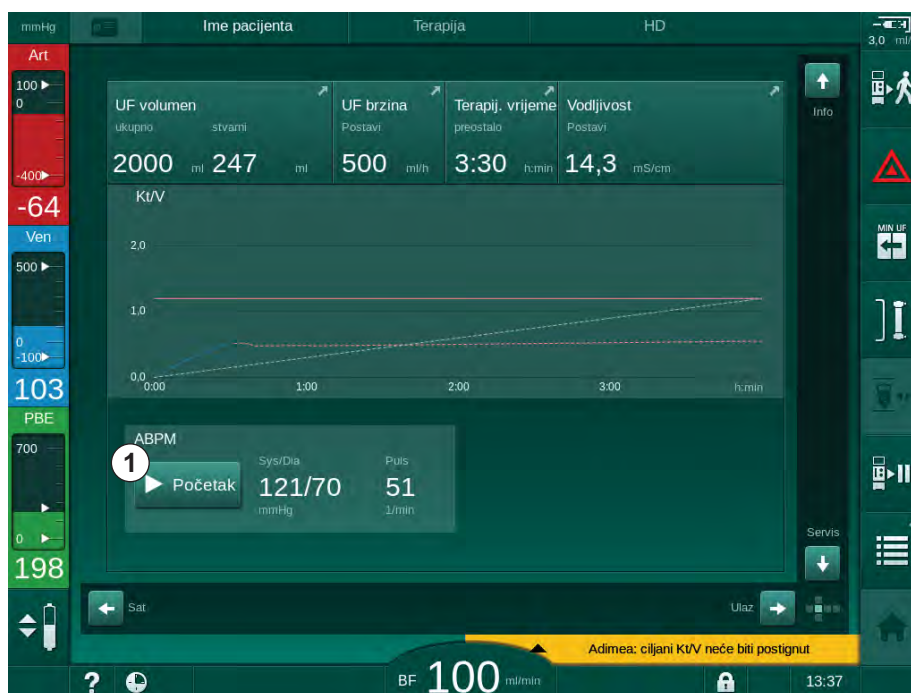 mmHg
Ime pacijenta
Terapija
HD
3,0 ml/
Art
100
0
-400
-64
Ven
500
0
-100
103
PBE
700
0
198
UF volumen
ukupno
stvarni
2000 ml 247 ml
UF brzina
Postavi
500 ml/h
Terapij. vrijeme
preostalo
3:30 h:min
Vodljivost
Postavi
14,3 mS/cm
Info
Kt/V
2,0
1,0
0,0
0:00 1:00 2:00 3:00 h:min
ABPM
1
Početak
Sys/Dia
121/70
mmHg
Puls
51
1/min
MIN UF
Servis
Sat
Ulaz
Adimea: ciljani Kt/V neće biti postignut
?
BF 100 ml/min
13:37